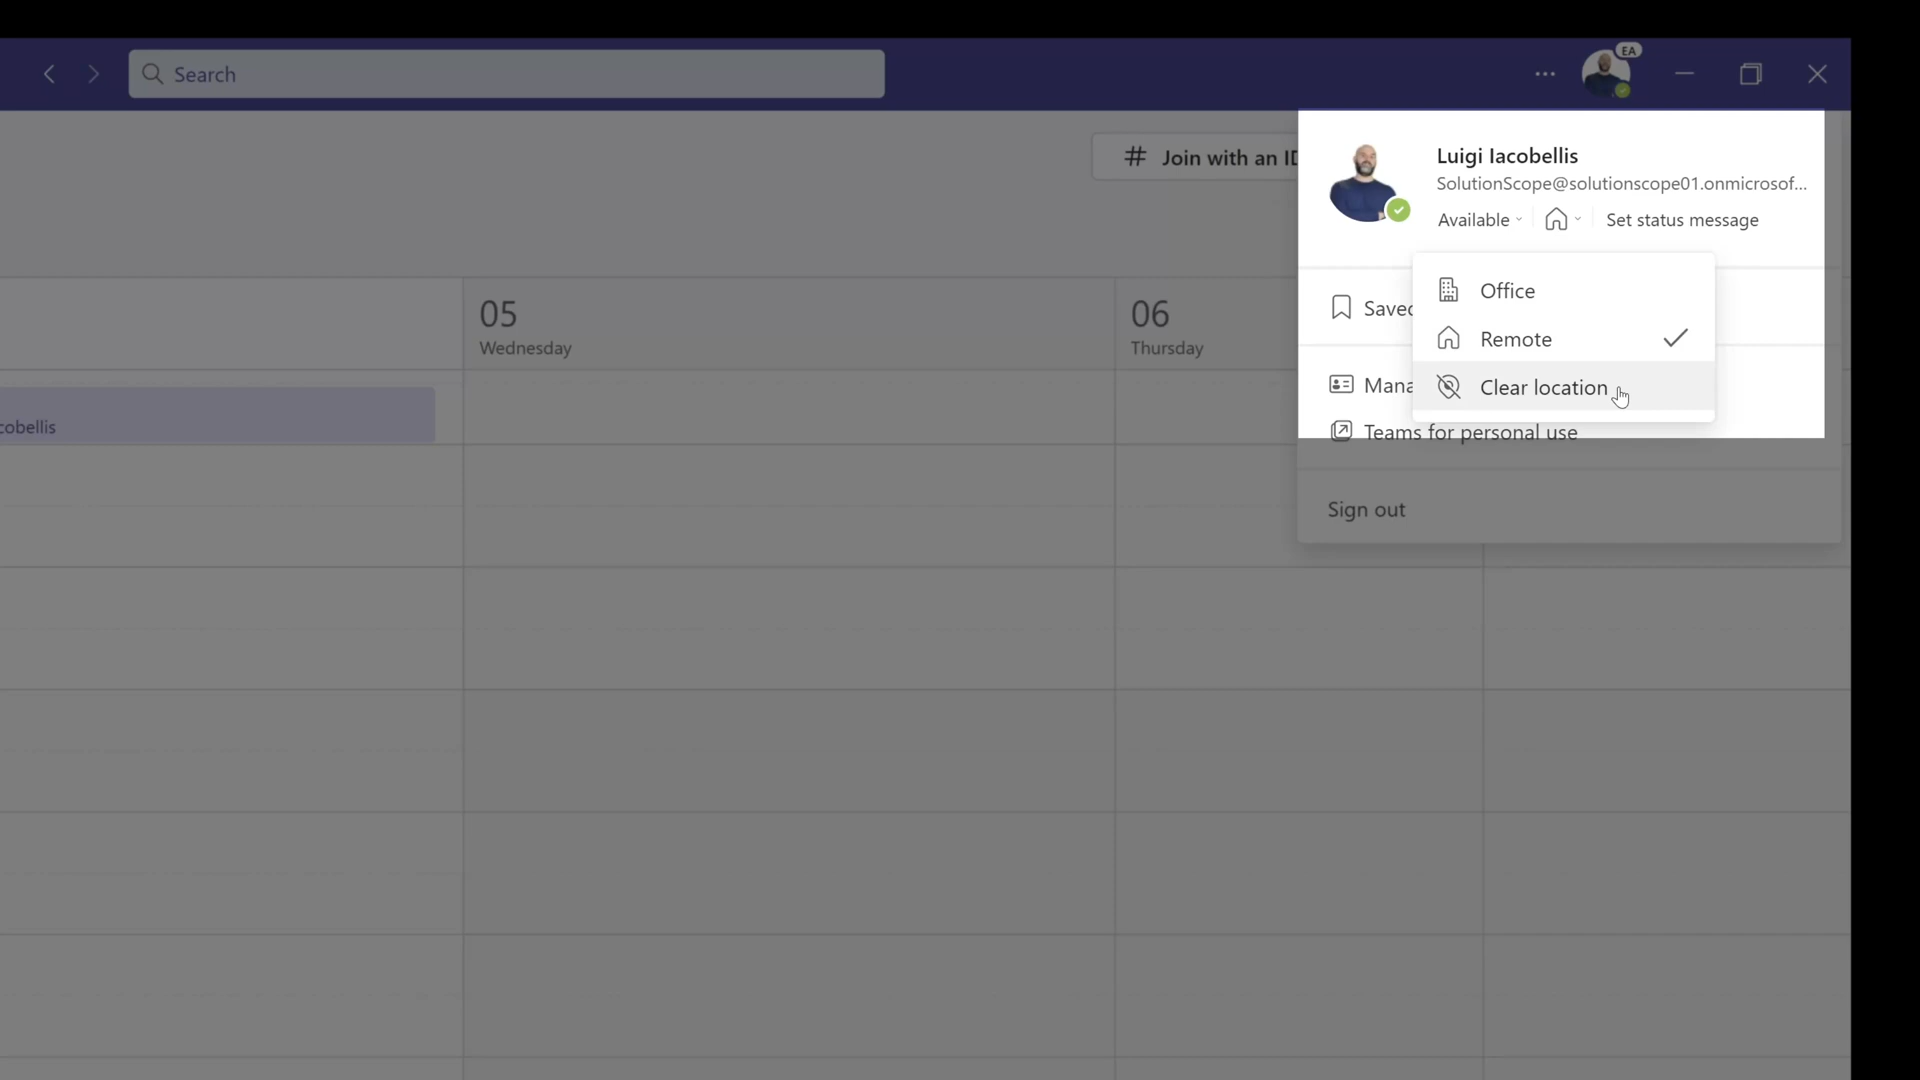 Search
EA
# Join with an ID
Luigi Iacobellis
SolutionScope@solutionscope01.onmicrosof...
Available
Set status message
05
Wednesday
06
Thursday
Office
Saved
Remote
Mana
Clear location
cobellis
Teams for personal use
Sign out